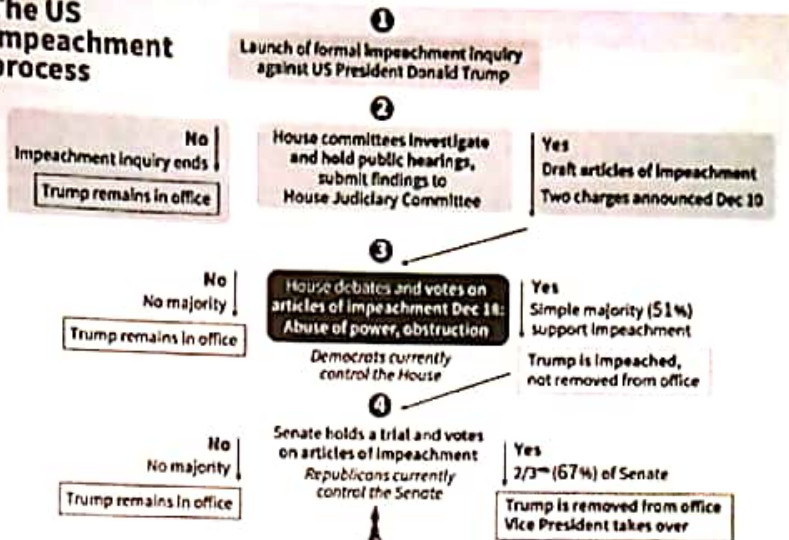 The US
impeachment
process
1
Launch of formal impeachment inquiry
against US President Donald Trump
2
No
Impeachment inquiry ends
Trump remains in office
House committees investigate
and hold public hearings,
submit findings to
House Judiciary Committee
Yes
Draft articles of impeachment
Two charges announced Dec 10
3
No
No majority
Trump remains in office
House debates and votes on
articles of impeachment Dec 18:
Abuse of power, obstruction
Democrats currently
control the House
Yes
Simple majority (51%)
support impeachment
Trump is impeached,
not removed from office
4
No
No majority
Trump remains in office
Senate holds a trial and votes
on articles of impeachment
Republicans currently
control the Senate
Yes
2/3 (67%) of Senate
Trump is removed from office
Vice President takes over